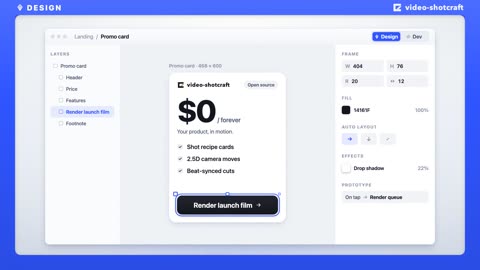 DESIGN
video-shotcraft
Landing / Promo card
Design
Dev
LAYERS
Promo card
Header
Price
Features
Render launch film
Footnote
Promo card · 468 × 600
video-shotcraft
Open source
$0 / forever
Your product, in motion.
Shot recipe cards
2.5D camera moves
Beat-synced cuts
Render launch film →
FRAME
W 404
H 76
R 20
↔ 12
FILL
14161F
100%
AUTO LAYOUT
EFFECTS
Drop shadow
22%
PROTOTYPE
On tap → Render queue